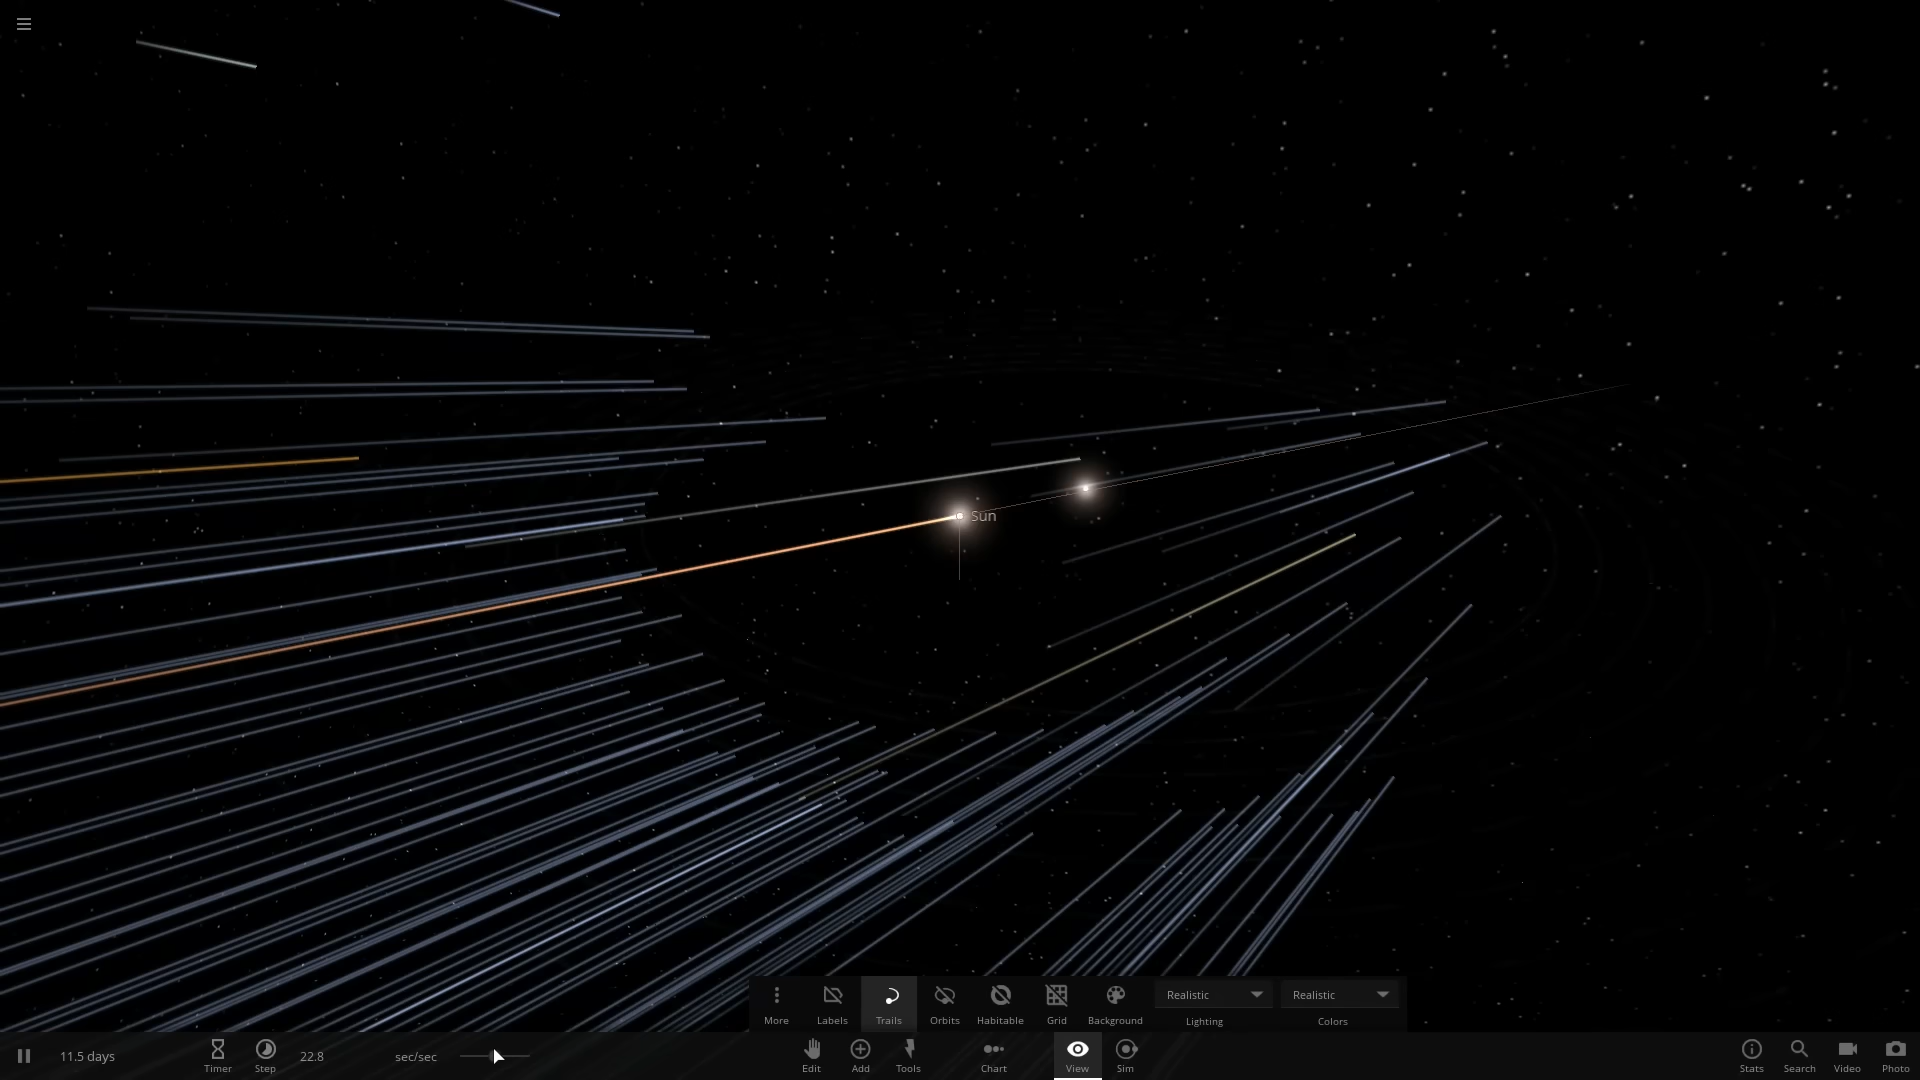 Sun
More
Labels
Trails
Orbits
Habitable
Grid
Background
Realistic
Lighting
Realistic
Colors
11.5 days
Timer
Step
22.8
sec/sec
Edit
Add
Tools
Chart
View
Sim
Stats
Search
Video
Photo